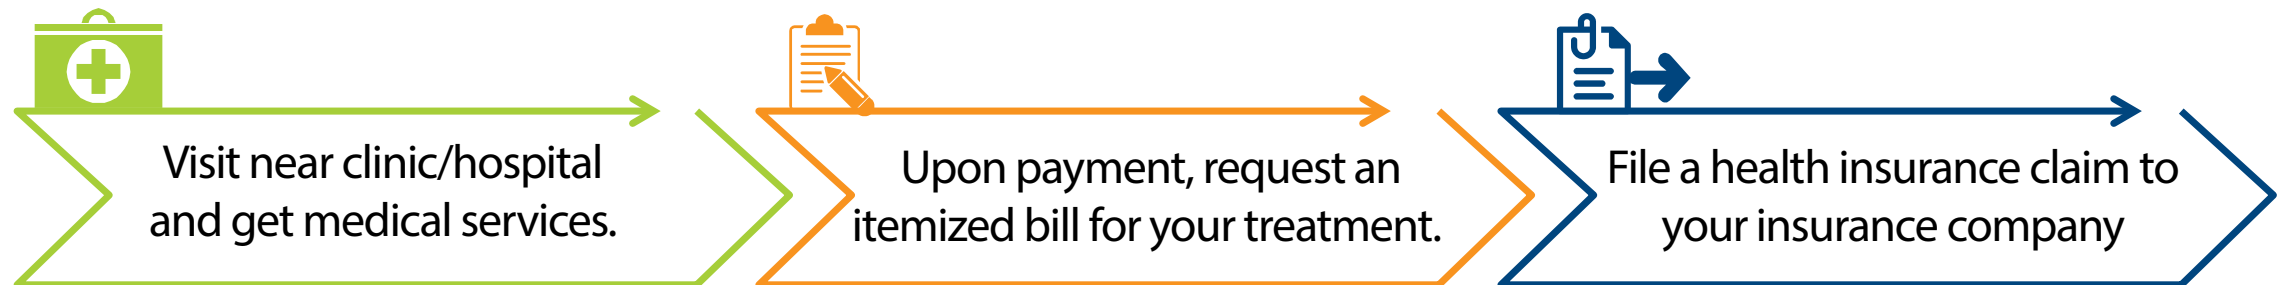 Visit near clinic/hospital
and get medical services.
Upon payment, request an
itemized bill for your treatment.
File a health insurance claim to
your insurance company